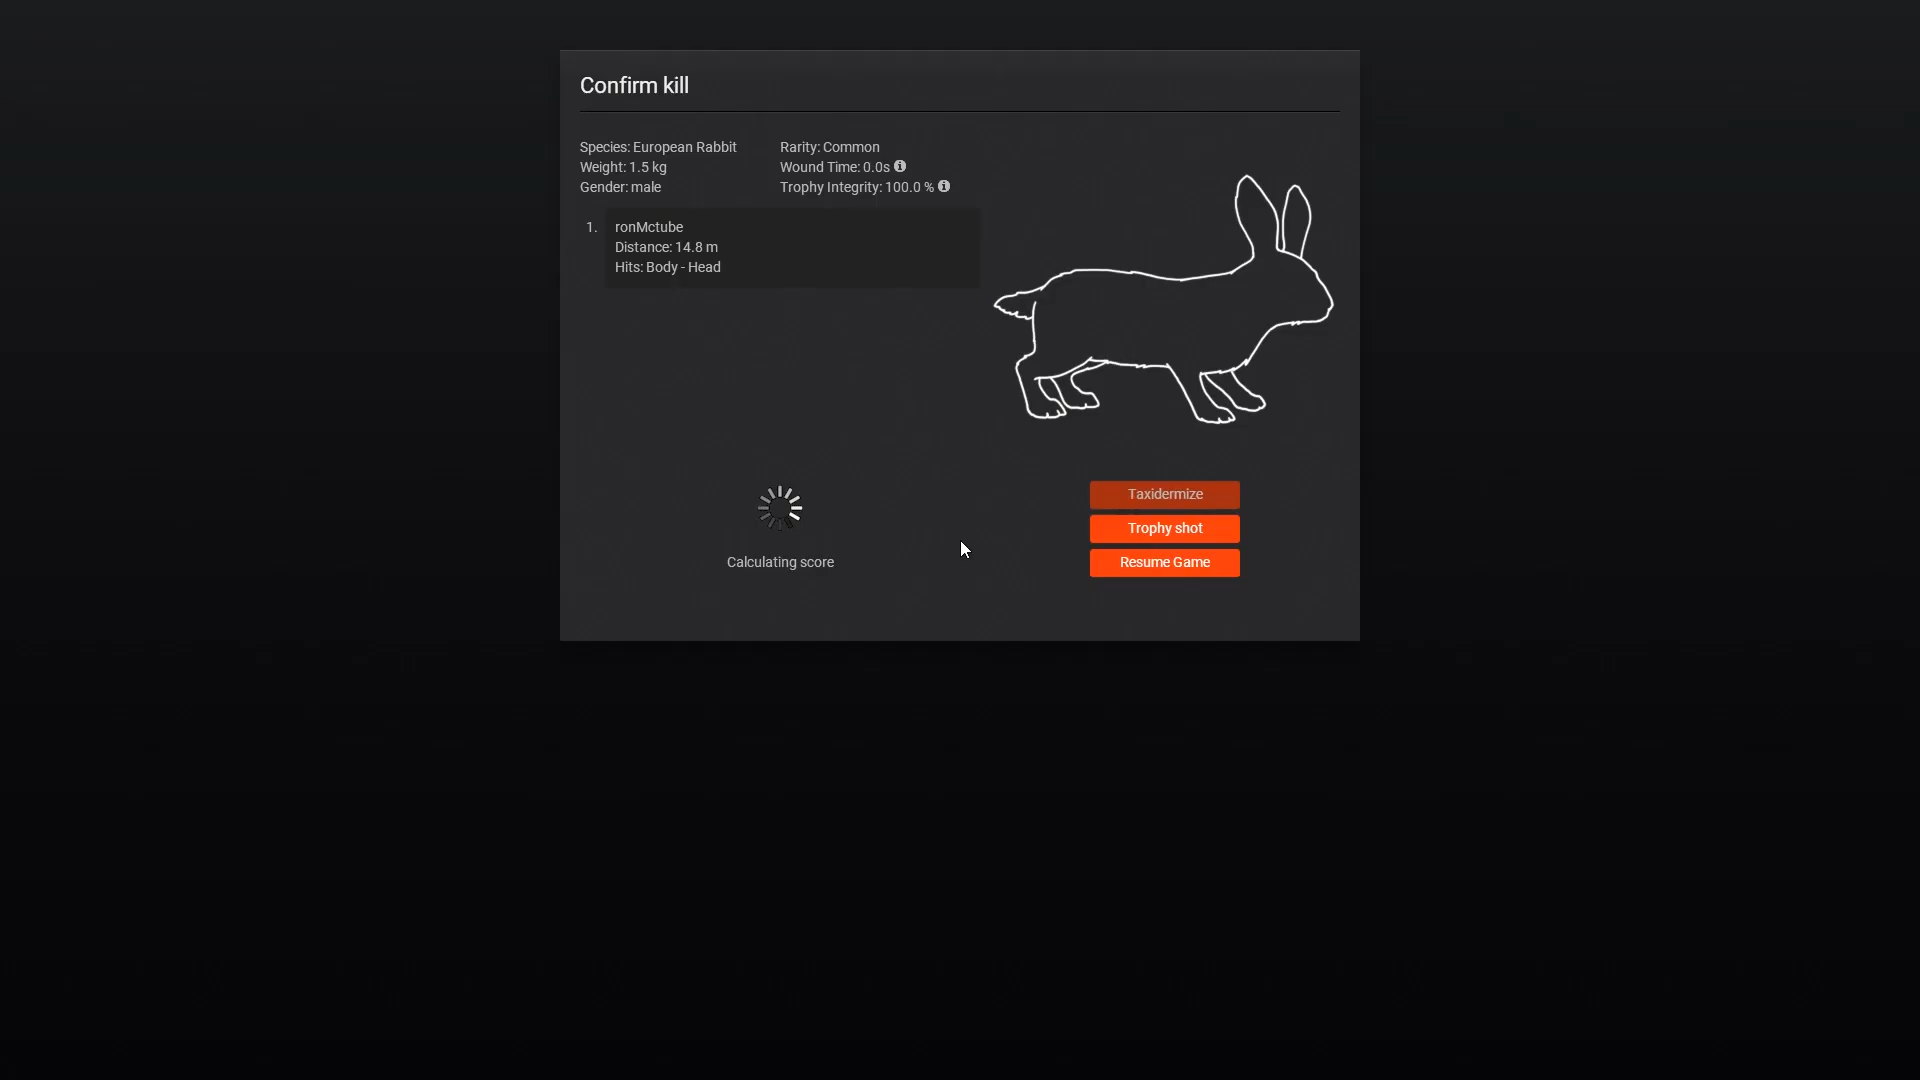 Confirm kill
Species: European Rabbit
Weight: 1.5 kg
Gender: male
Rarity: Common
Wound Time: 0.0s
Trophy Integrity: 100.0 %
1.
ronMctube
Distance: 14.8 m
Hits: Body - Head
Calculating score
Taxidermize
Trophy shot
Resume Game